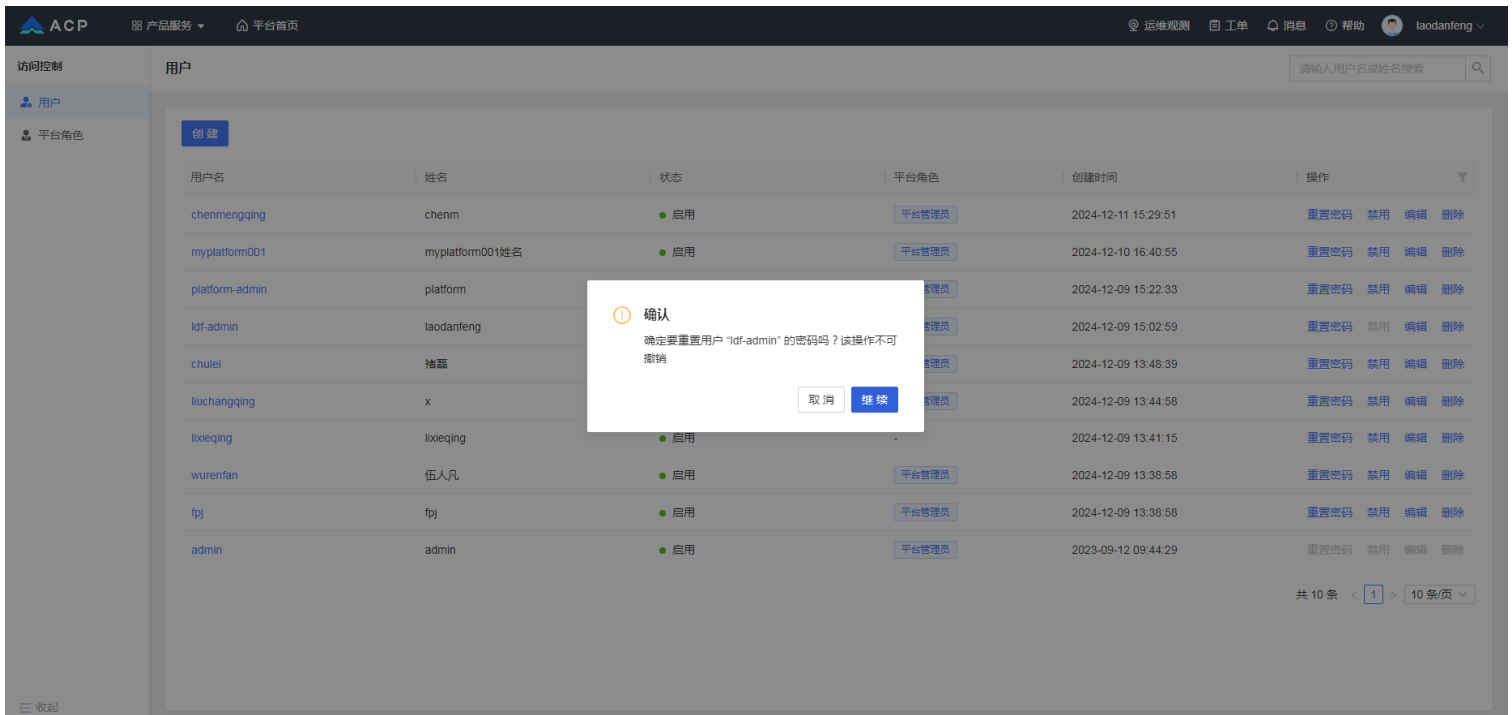 ACP 产品服务 平台首页 运维观测 工单 消息 帮助 laodanfeng
访问控制 用户 请输入用户名或姓名搜索
用户
平台角色 创建
用户名 姓名 状态 平台角色 创建时间 操作
chenmengqing chenm 启用 平台管理员 2024-12-11 15:29:51 重置密码 禁用 编辑 删除
myplatform001 myplatform001姓名 启用 平台管理员 2024-12-10 16:40:55 重置密码 禁用 编辑 删除
platform-admin platform 管理员 2024-12-09 15:22:33 重置密码 禁用 编辑 删除
ldf-admin laodanfeng 管理员 2024-12-09 15:02:59 重置密码 禁用 编辑 删除
chulei 褚磊 管理员 2024-12-09 13:48:39 重置密码 禁用 编辑 删除
liuchangqing x 管理员 2024-12-09 13:44:58 重置密码 禁用 编辑 删除
lixieqing lixieqing 启用 - 2024-12-09 13:41:15 重置密码 禁用 编辑 删除
wurenfan 伍人凡 启用 平台管理员 2024-12-09 13:38:58 重置密码 禁用 编辑 删除
fpj fpj 启用 平台管理员 2024-12-09 13:38:58 重置密码 禁用 编辑 删除
admin admin 启用 平台管理员 2023-09-12 09:44:29 重置密码 禁用 编辑 删除
确认
确定要重置用户 “ldf-admin” 的密码吗？该操作不可
撤销
取消 继续
共 10 条 < 1 > 10 条/页
收起